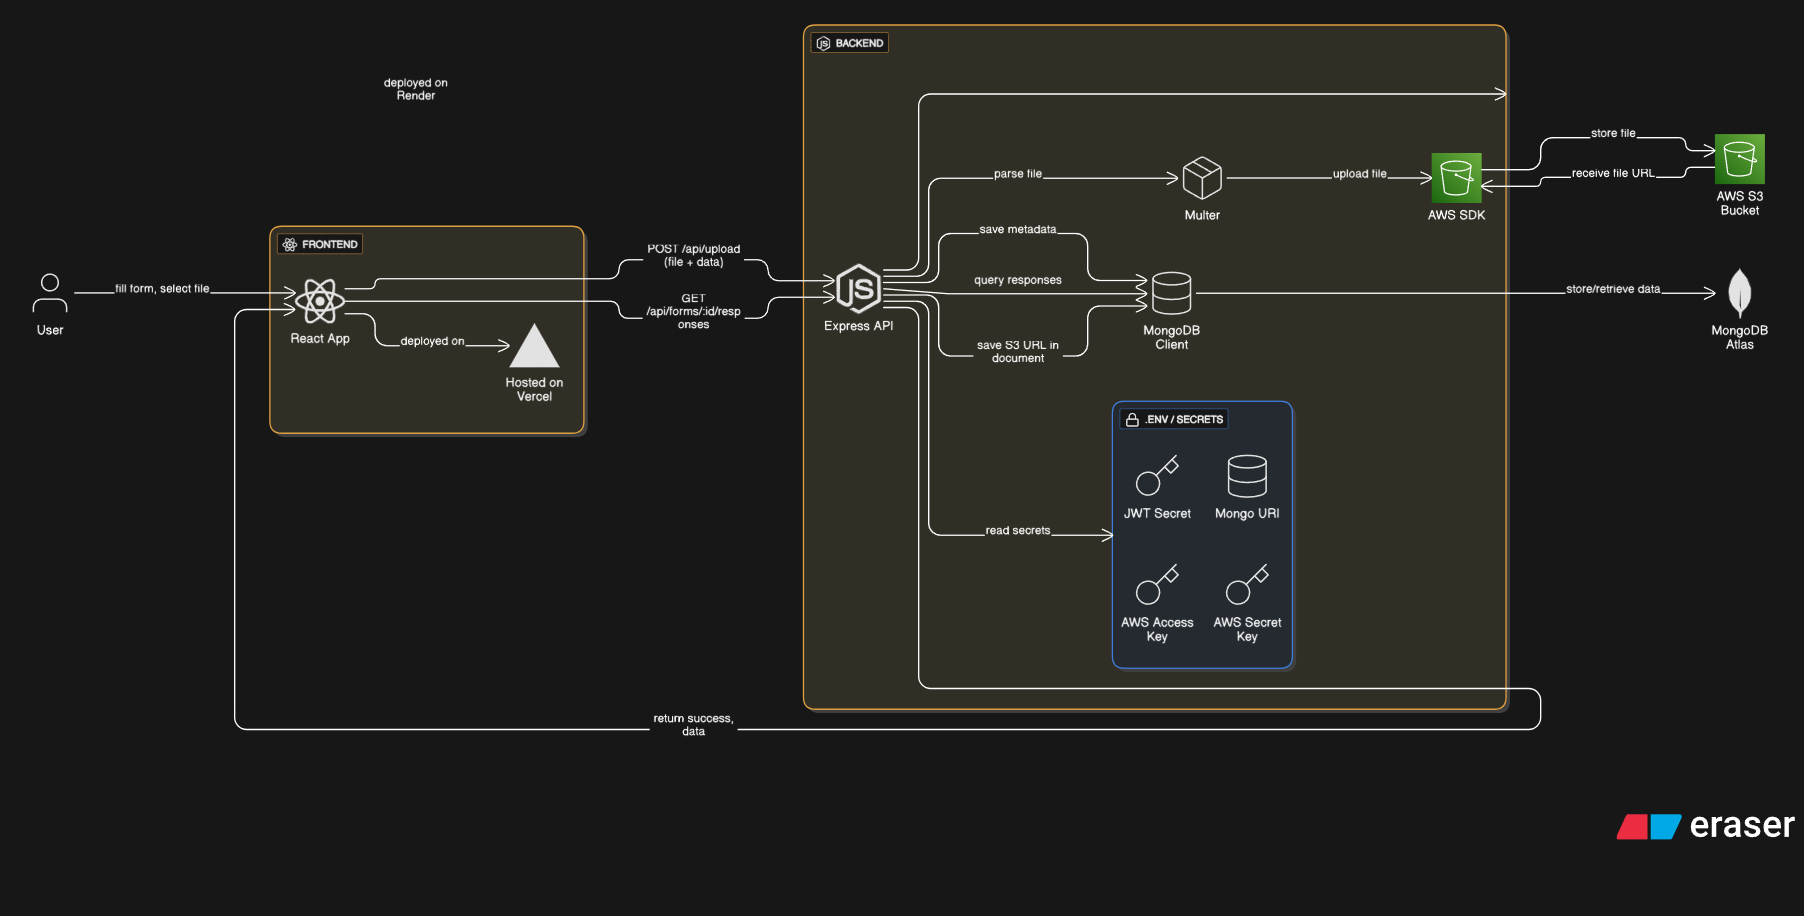 BACKEND
deployed on
Render
store file
parse file
upload file
receive file URL
Multer
AWS SDK
AWS S3
Bucket
save metadata
FRONTEND
POST /api/upload
(file + data)
fill form, select file
query responses
store/retrieve data
GET
/api/forms/:id/resp
onses
User
React App
Express API
MongoDB
Client
MongoDB
Atlas
deployed on
save S3 URL in
document
Hosted on
Vercel
.ENV / SECRETS
JWT Secret
Mongo URI
read secrets
AWS Access
Key
AWS Secret
Key
return success,
data
eraser